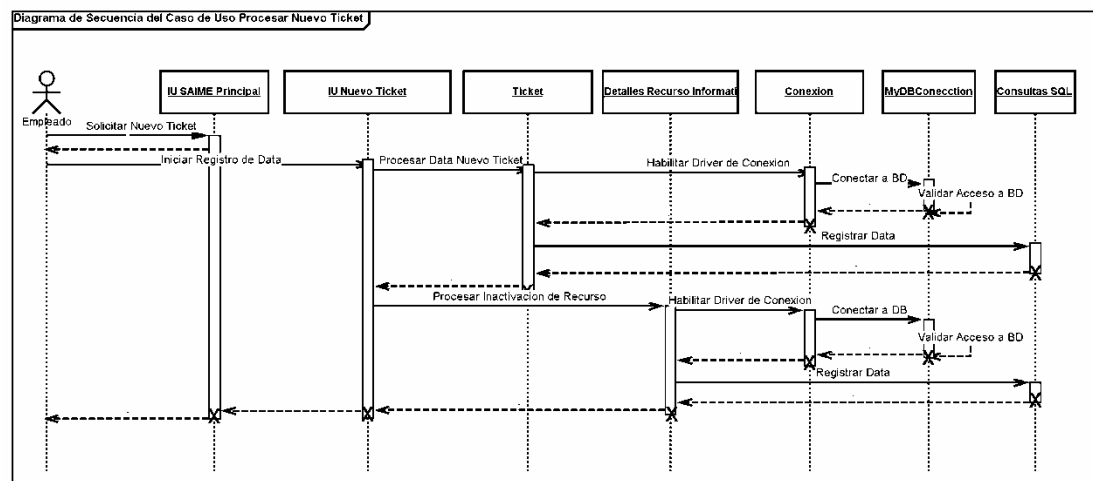 Diagrama de Secuencia del Caso de Uso Procesar Nuevo Ticket
IU SAIME Principal
IU Nuevo Ticket
Ticket
Detalles Recurso Informati
Conexion
MyDBConecction
Consultas SQL
Empleado
Solicitar Nuevo Ticket
Iniciar Registro de Data
Procesar Data Nuevo Ticket
Habilitar Driver de Conexion
Conectar a BD
Validar Acceso a BD
Registrar Data
Procesar Inactivacion de Recurso
Habilitar Driver de Conexion
Conectar a DB
Validar Acceso a BD
Registrar Data